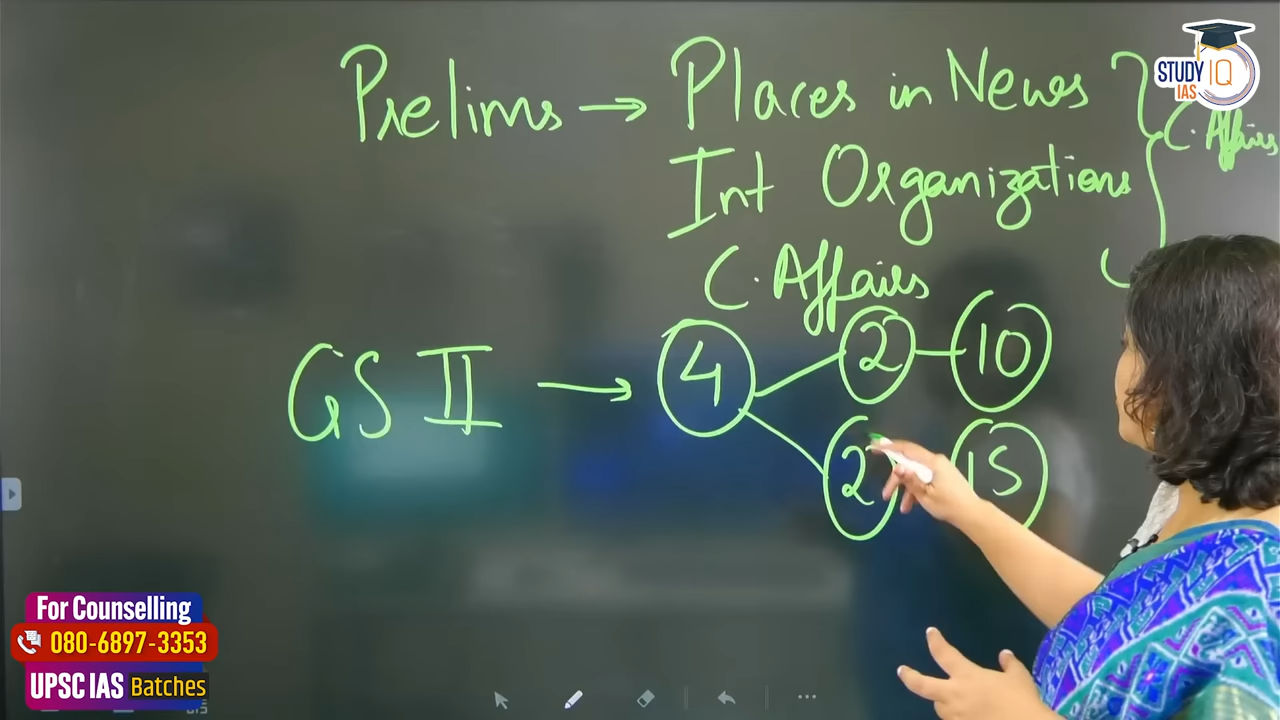 Prelims → Places in News
Int Organizations
C. Affairs
C. Affairs
GS II → 4
2 10
2 15
STUDY IQ
IAS
For Counselling
080-6897-3353
UPSC IAS Batches